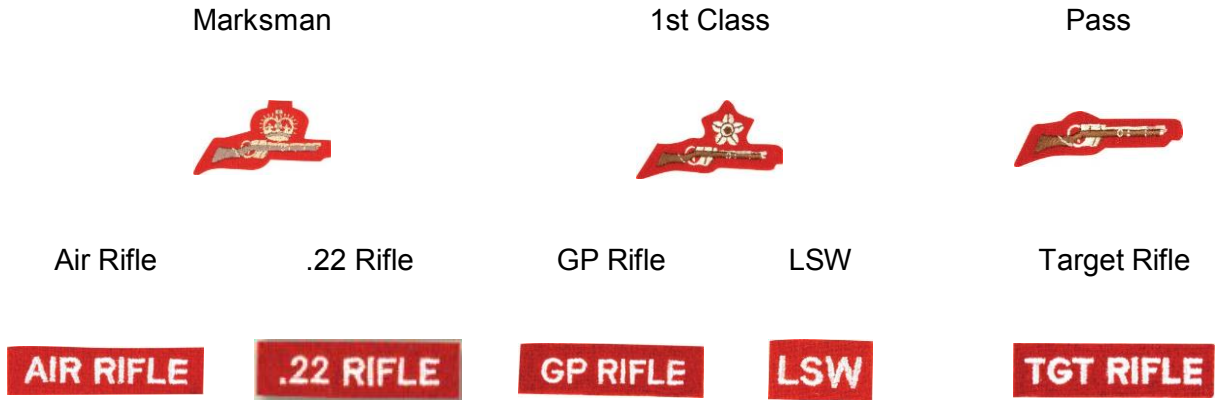 Marksman 1st Class Pass
Air Rifle .22 Rifle GP Rifle LSW Target Rifle
AIR RIFLE .22 RIFLE GP RIFLE LSW TGT RIFLE